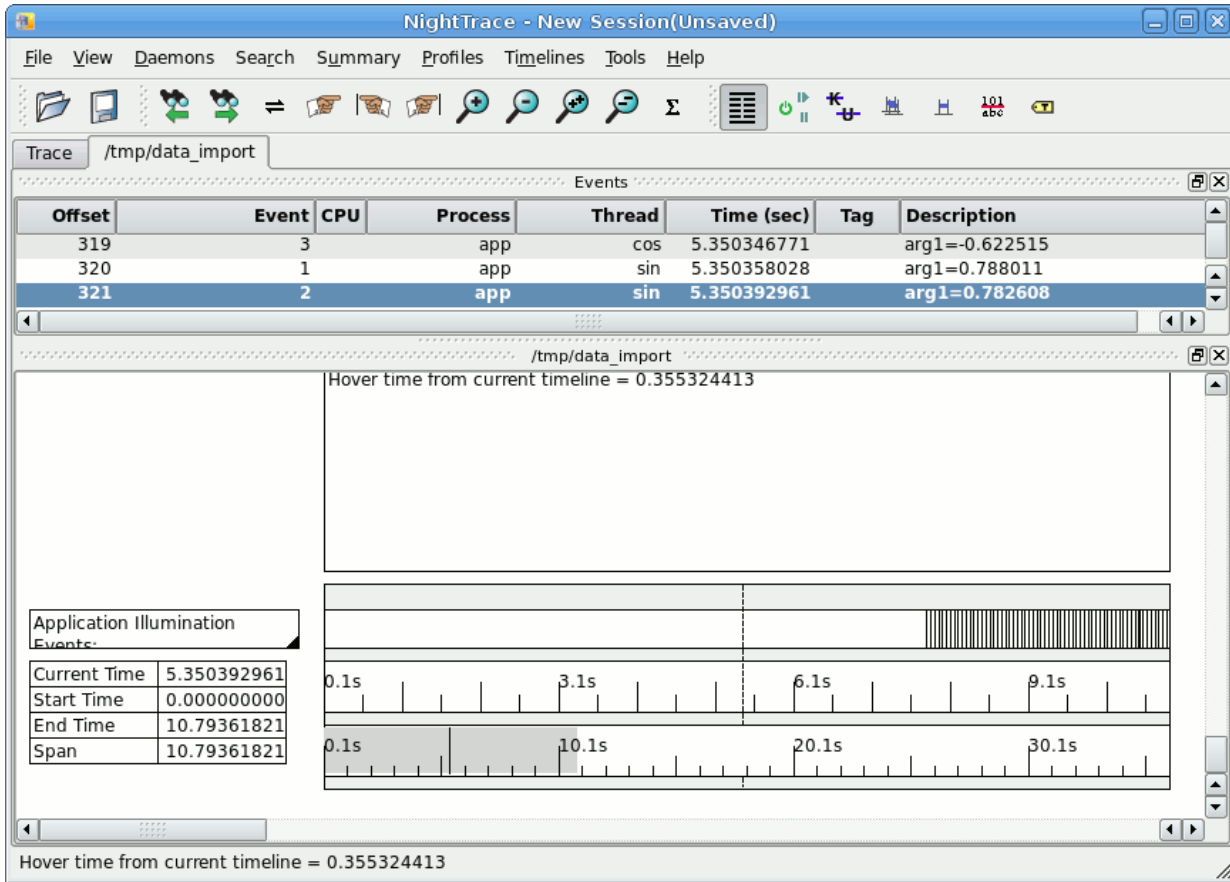 NightTrace - New Session(Unsaved)
File View Daemons Search Summary Profiles Timelines Tools Help
Σ K U 101 abc T
Trace /tmp/data_import
Events
Offset Event CPU Process Thread Time (sec) Tag Description
319 3 app cos 5.350346771 arg1=-0.622515
320 1 app sin 5.350358028 arg1=0.788011
321 2 app sin 5.350392961 arg1=0.782608
/tmp/data_import
Hover time from current timeline = 0.355324413
Application Illumination
Events:
Current Time 5.350392961
Start Time 0.000000000
End Time 10.79361821
Span 10.79361821
0.1s 3.1s 6.1s 9.1s
0.1s 10.1s 20.1s 30.1s
Hover time from current timeline = 0.355324413